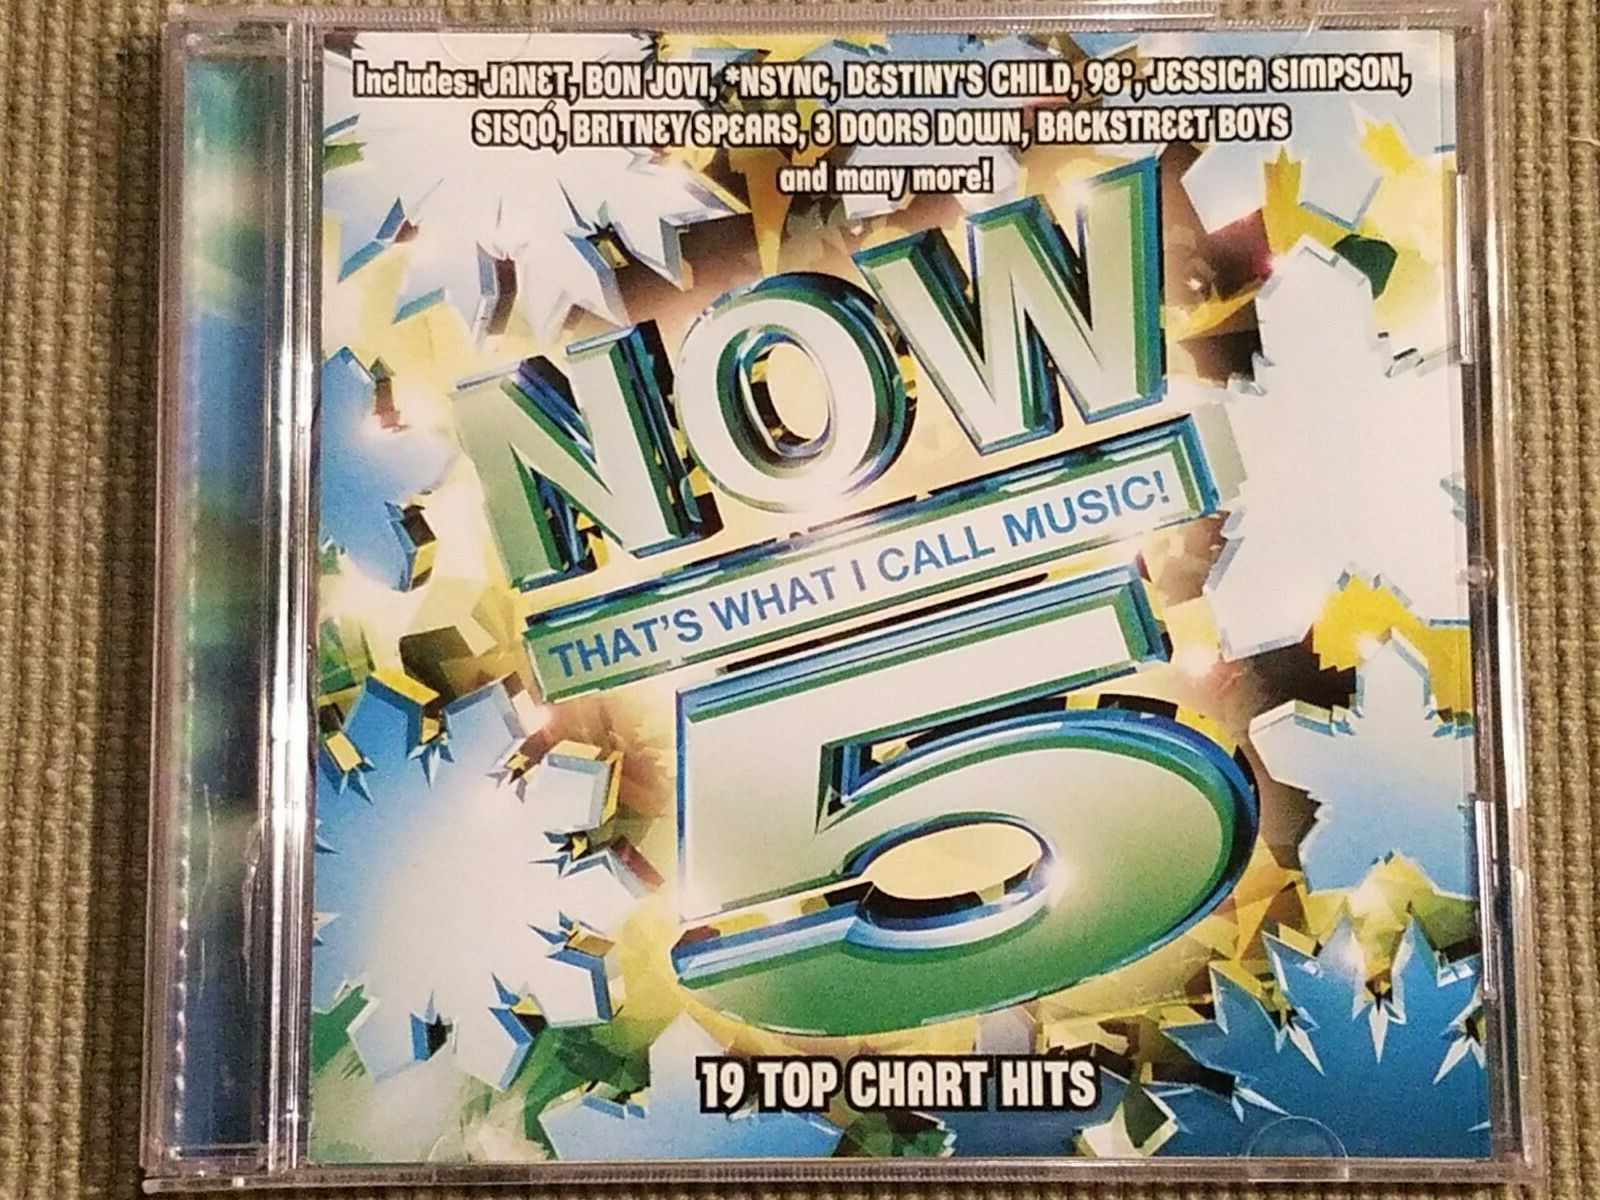 Includes: JANET, BON JOVI, *NSYNC, DESTINY'S CHILD, 98°, JESSICA SIMPSON,
SISQÓ, BRITNEY SPEARS, 3 DOORS DOWN, BACKSTREET BOYS
and many more!
NOW
THAT'S WHAT I CALL MUSIC!
5
19 TOP CHART HITS